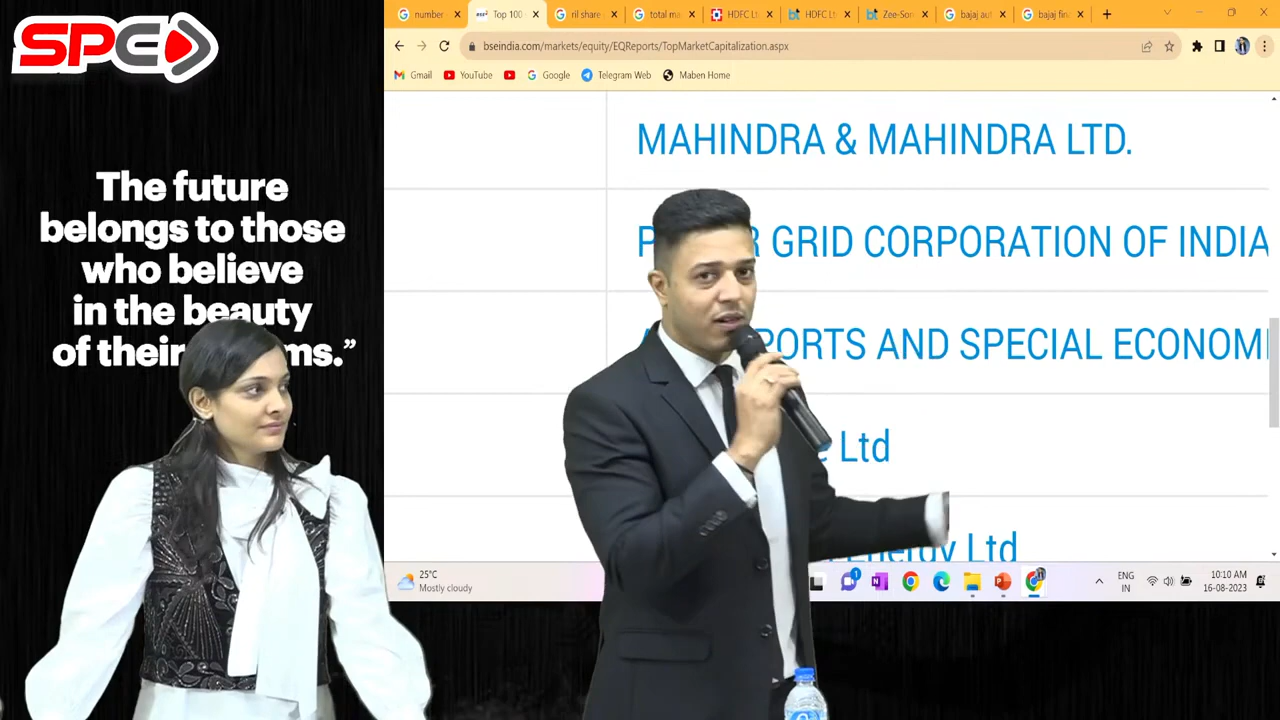 SPED
The future
belongs to those
who believe
in the beauty
of their ms.”
number
Top 100
ril share
total ma
HDFC Lt
HDFC Lt
Zee-Son
bajaj aut
bajaj fin
bseindia.com/markets/equity/EQReports/TopMarketCapitalization.aspx
Gmail
YouTube
Google
Telegram Web
Maben Home
MAHINDRA & MAHINDRA LTD.
GRID CORPORATION OF INDIA
PORTS AND SPECIAL ECONOMI
Ltd
Energy Ltd
25°C
Mostly cloudy
ENG
IN
10:10 AM
16-08-2023